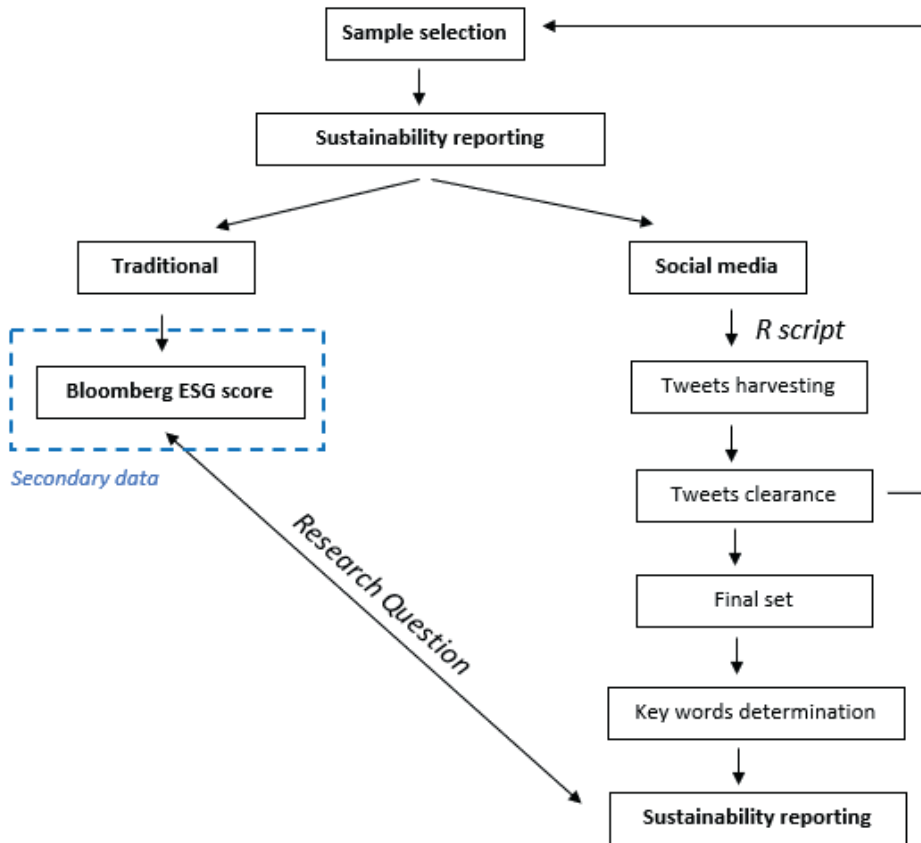 Sample selection
Sustainability reporting
Traditional
Social media
R script
Bloomberg ESG score
Tweets harvesting
Secondary data
Tweets clearance
Research Question
Final set
Key words determination
Sustainability reporting